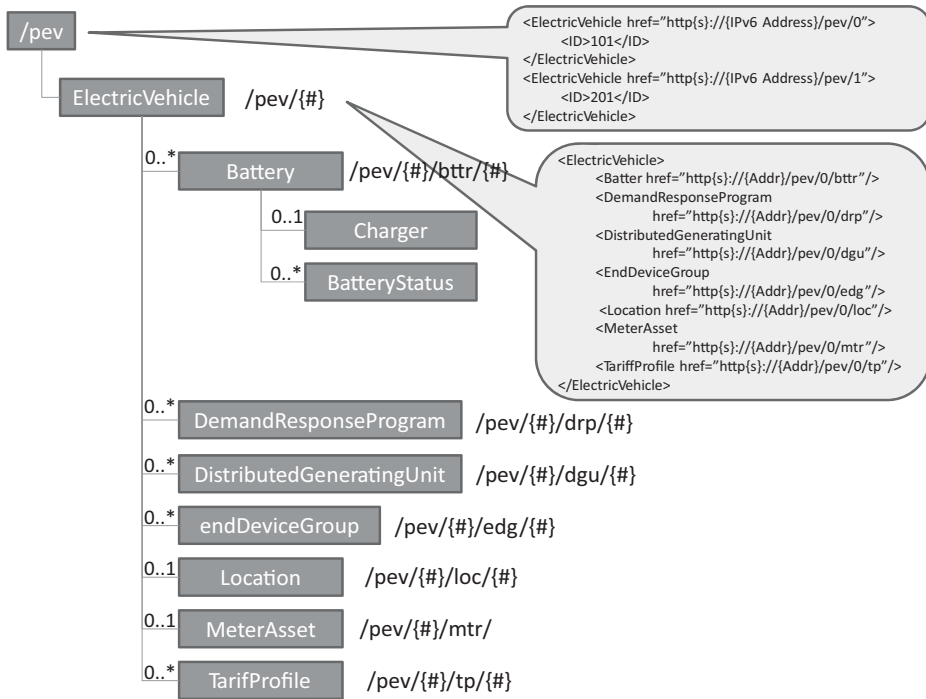 /pev
<ElectricVehicle href=”http{s}://{IPv6 Address}/pev/0”>
<ID>101</ID>
</ElectricVehicle>
<ElectricVehicle href=”http{s}://{IPv6 Address}/pev/1”>
<ID>201</ID>
</ElectricVehicle>
ElectricVehicle /pev/{#}
0..* Battery /pev/{#}/bttr/{#}
0..1 Charger
0..* BatteryStatus
<ElectricVehicle>
<Batter href=”http{s}://{Addr}/pev/0/bttr”/>
<DemandResponseProgram
href=”http{s}://{Addr}/pev/0/drp”/>
<DistributedGeneratingUnit
href=”http{s}://{Addr}/pev/0/dgu”/>
<EndDeviceGroup
href=”http{s}://{Addr}/pev/0/edg”/>
<Location href=”http{s}://{Addr}/pev/0/loc”/>
<MeterAsset
href=”http{s}://{Addr}/pev/0/mtr”/>
<TariffProfile href=”http{s}://{Addr}/pev/0/tp”/>
</ElectricVehicle>
0..* DemandResponseProgram /pev/{#}/drp/{#}
0..* DistributedGeneratingUnit /pev/{#}/dgu/{#}
0..* endDeviceGroup /pev/{#}/edg/{#}
0..1 Location /pev/{#}/loc/{#}
0..1 MeterAsset /pev/{#}/mtr/
0..* TarifProfile /pev/{#}/tp/{#}